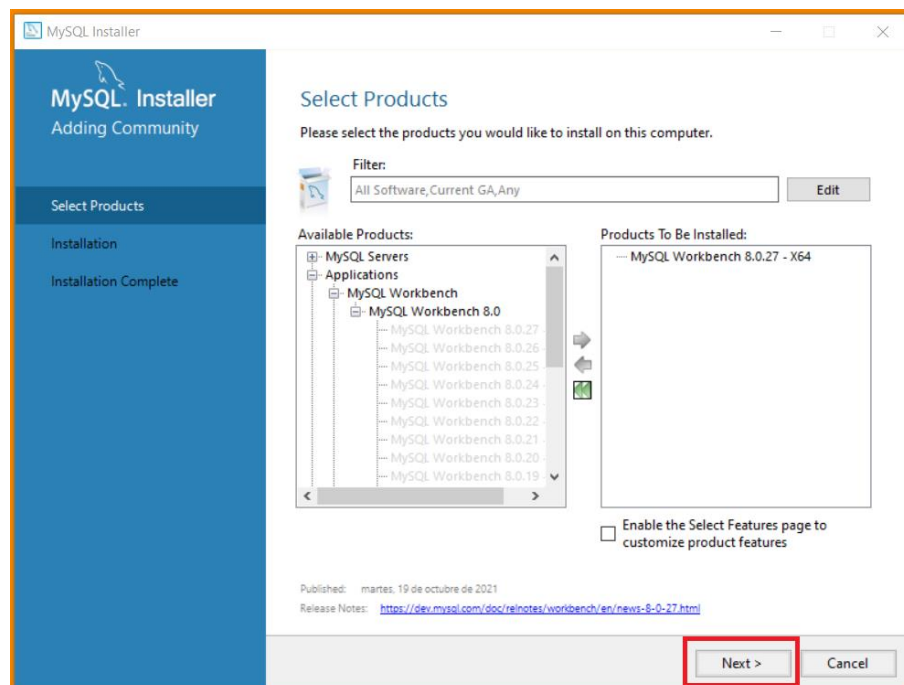 MySQL Installer
MySQL. Installer
Adding Community
Select Products
Installation
Installation Complete
Select Products
Please select the products you would like to install on this computer.
Filter:
All Software,Current GA,Any
Edit
Available Products:
MySQL Servers
Applications
MySQL Workbench
MySQL Workbench 8.0
MySQL Workbench 8.0.27 -
MySQL Workbench 8.0.26 -
MySQL Workbench 8.0.25 -
MySQL Workbench 8.0.24 -
MySQL Workbench 8.0.23 -
MySQL Workbench 8.0.22 -
MySQL Workbench 8.0.21 -
MySQL Workbench 8.0.20 -
MySQL Workbench 8.0.19 -
Products To Be Installed:
MySQL Workbench 8.0.27 - X64
Enable the Select Features page to
customize product features
Published: martes, 19 de octubre de 2021
Release Notes: https://dev.mysql.com/doc/relnotes/workbench/en/news-8-0-27.html
Next >
Cancel